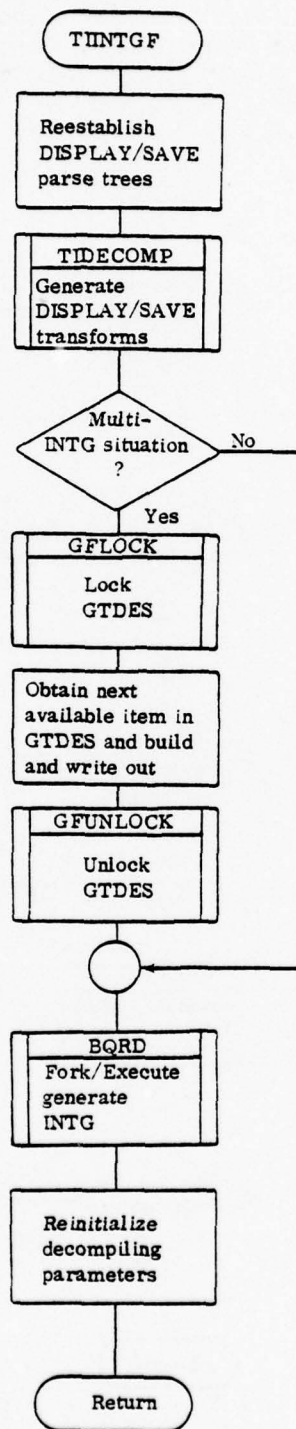 TIINTGF
Reestablish
DISPLAY/SAVE
parse trees
TIDECOMP
Generate
DISPLAY/SAVE
transforms
Multi-
INTG situation
?
No
Yes
GFLOCK
Lock
GTDES
Obtain next
available item in
GTDES and build
and write out
GFUNLOCK
Unlock
GTDES
BQRD
Fork/Execute
generate
INTG
Reinitialize
decompiling
parameters
Return